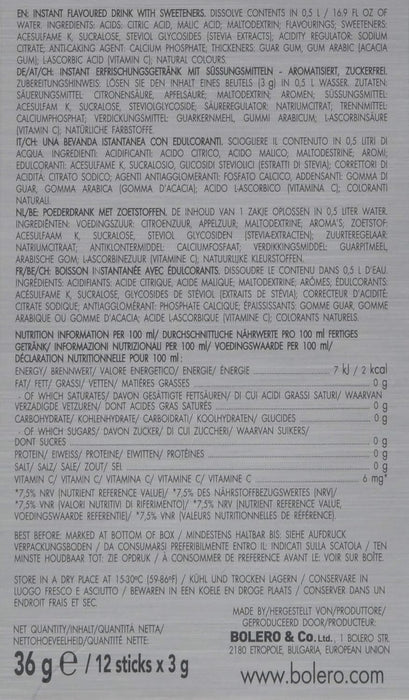 EN: INSTANT FLAVOURED DRINK WITH SWEETENERS. DISSOLVE CONTENTS IN 0,5 L / 16.9 FL OZ OF
WATER. INGREDIENTS: ACIDS: CITRIC ACID, MALIC ACID; MALTODEXTRIN; FLAVOURINGS; SWEETENERS:
ACESULFAME K, SUCRALOSE, STEVIOL GLYCOSIDES (STEVIA EXTRACTS); ACIDITY REGULATOR: SODIUM
CITRATE; ANTI-CAKING AGENT: CALCIUM PHOSPHATE; THICKENERS: GUAR GUM, GUM ARABIC (ACACIA
GUM); LASCORBIC ACID (VITAMIN C); NATURAL COLOURS.
DE/AT/CH: INSTANT ERFRISCHUNGSGETRÄNK MIT SÜSSUNGSMITTELN - AROMATISIERT, ZUCKERFREI.
ZUBEREITUNGSHINWEIS: LÖSEN SIE DEN INHALT EINES BEUTELS (3 g) IN 0,5 L WASSER. ZUTATEN:
SÄUERUNGSMITTEL: CITRONENSÄURE, APFELSÄURE; MALTODEXTRIN; AROMEN; SÜSSUNGSMITTEL:
ACESULFAM K, SUCRALOSE, STEVIOLGLYCOSIDE; SÄUREREGULATOR: NATRIUMCITRAT; TRENNMITTEL:
CALCIUMPHOSPHAT; VERDICKUNGSMITTEL: GUARKERNMEHL, GUMMI ARABICUM; LASCORBINSÄURE
(VITAMIN C); NATÜRLICHE FARBSTOFFE.
IT/CH: UNA BEVANDA ISTANTANEA CON EDULCORANTI. SCIOGLIERE IL CONTENUTO IN 0,5 LITRI DI
ACQUA. INGREDIENTI: ACIDIFICANTI: ACIDO CITRICO, ACIDO MALICO; MALTODESTRINE; AROMI;
EDULCORANTI: ACESULFAME K, SUCRALOSIO, GLICOSIDI STEVIOLICI (ESTRATTI DI STEVIA); CORRETTORI DI
ACIDITÀ: CITRATO SODICO; AGENTI ANTIAGGLOMERANTI: FOSFATO CALCICO, ADDENSANTI: GOMMA DI
GUAR, GOMMA ARABICA (GOMMA D'ACACIA); ACIDO LASCORBICO (VITAMINA C); COLORANTI
NATURALI.
NL/BE: POEDERDRANK MET ZOETSTOFFEN. DE INHOUD VAN 1 ZAKJE OPLOSSEN IN 0,5 LITER WATER.
INGREDIËNTEN: VOEDINGSZUUR: CITROENZUUR, APPELZUUR; MALTODEXTRINE; AROMA'S, ZOETSTOF:
ACESULFAAM K, SUCRALOSE, STEVIOL GLYCOSIDEN (STEVIA-EXTRACTEN); ZUURTEREGELAAR:
NATRIUMCITRAAT; ANTIKLONTERMIDDEL: CALCIUMFOSFAAT; VERDIKKINGSMIDDEL: GUARPITMEEL,
ARABISCHE GOM; LASCORBINEZUUR (VITAMINE C); NATUURLIJKE KLEURSTOFFEN.
FR/BE/CH: BOISSON INSTANTANÉE AVEC ÉDULCORANTS. DISSOUDRE LE CONTENU DANS 0,5 L D'EAU.
INGRÉDIENTS: ACIDIFIANTS: ACIDE CITRIQUE, ACIDE MALIQUE; MALTODEXTRINE; ARÔMES; ÉDULCORANTS:
ACÉSULFAME K, SUCRALOSE, GLYCOSIDES DE STÉVIOL (EXTRAITS DE STÉVIA); CORRECTEUR D'ACIDITÉ:
CITRATE SODIQUE; ANTIAGGLOMÉRANT: PHOSPHATE CALCIQUE; ÉPAISSISSANTS: GOMME GUAR, GOMME
ARABIQUE OU GOMME D'ACACIA; ACIDE LASCORBIQUE (VITAMINE C); COLORANTS NATURELS.
NUTRITION INFORMATION PER 100 ml/ DURCHSCHNITTLICHE NÄHRWERTE PRO 100 ml FERTIGES
GETRÄNK/ INFORMAZIONI NUTRIZIONALI PER 100 ml/ VOEDINGSWAARDE PER 100 ml/
DÉCLARATION NUTRITIONNELLE POUR 100 ml:
ENERGY/ BRENNWERT/ VALORE ENERGETICO/ ENERGIE/ ÉNERGIE 7 kJ / 2 kcal
FAT/ FETT/ GRASSI/ VETTEN/ MATIÈRES GRASSES 0 g
- OF WHICH SATURATES/ DAVON GESÄTTIGTE FETTSÄUREN/ DI CUI ACIDI GRASSI SATURI/ WAARVAN
VERZADIGDE VETZUREN/ DONT ACIDES GRAS SATURÉS 0 g
CARBOHYDRATE/ KOHLENHYDRATE/ CARBOIDRATI/ KOOLHYDRATEN/ GLUCIDES 0 g
- OF WHICH SUGARS/ DAVON ZUCKER/ DI CUI ZUCCHERI/ WAARVAN SUIKERS/
DONT SUCRES 0 g
PROTEIN/ EIWEISS/ PROTEINE/ EIWITTEN/ PROTÉINES 0 g
SALT/ SALZ/ SALE/ ZOUT/ SEL 0 g
VITAMIN C/ VITAMIN C/ VITAMINA C/ VITAMINE C/ VITAMINE C 6 mg*
*7,5% NRV (NUTRIENT REFERENCE VALUE)/ *7,5% DES NÄHRSTOFFBEZUGSWERTES (NRV)/
*7,5% VNR (VALORI NUTRITIVI DI RIFERIMENTO)/ *7,5% NRV (NUTRIENT REFERENCE VALUE,
VOEDINGSWAARDE REFERENTIE)/ *7,5% VNR (VALEURS NUTRITIONNELLES DE RÉFÉRENCE).
BEST BEFORE: MARKED AT BOTTOM OF BOX / MINDESTENS HALTBAR BIS: SIEHE AUFDRUCK
VERPACKUNGSBODEN / DA CONSUMARSI PREFERIBILMENTE ENTRO IL: INDICATI SULLA SCATOLA / TEN
MINSTE HOUDBAAR TOT: ZIE OPDRUK / À CONSOMMER DE PRÉFÉRENCE AVANT LE: VOIR SUR BOÎTE.
STORE IN A DRY PLACE AT 15-30ºC (59-86ºF) / KÜHL UND TROCKEN LAGERN / CONSERVARE IN
LUOGO FRESCO E ASCIUTTO / BEWAREN IN EEN KOELE EN DROGE PLAATS / CONSERVER DANS UN
ENDROIT FRAIS ET SEC.
MADE BY/HERGESTELLT VON/PRODUTTORE/
GEPRODUCEERD DOOR/PRODUCTEUR:
BOLERO & Co.Ltd., 1 BOLERO STR.
2180 ETROPOLE, BULGARIA, EUROPEAN UNION
NET QUANTITY/INHALT/QUANTITÀ NETTA/
NETTOHOEVEELHEID/QUANTITÉ NETTE:
36 g e / 12 sticks x 3 g
www.bolero.com